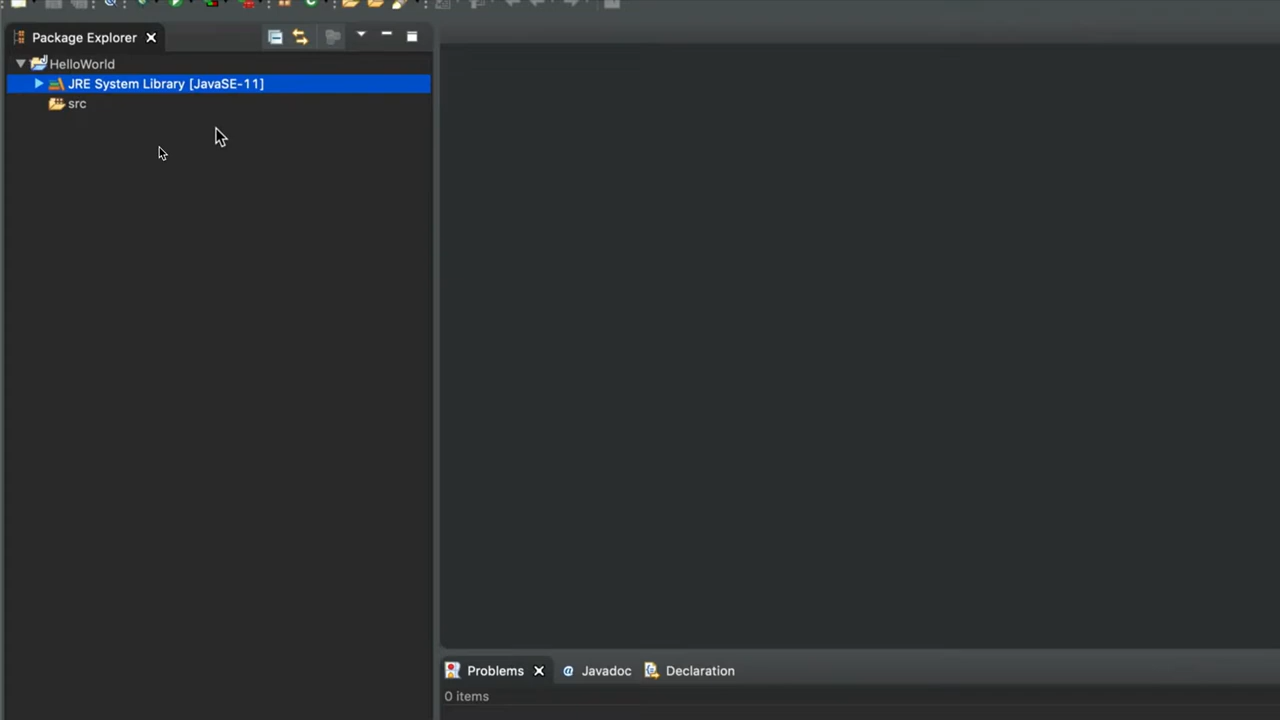 Package Explorer
HelloWorld
JRE System Library [JavaSE-11]
src
Problems
Javadoc
Declaration
0 items